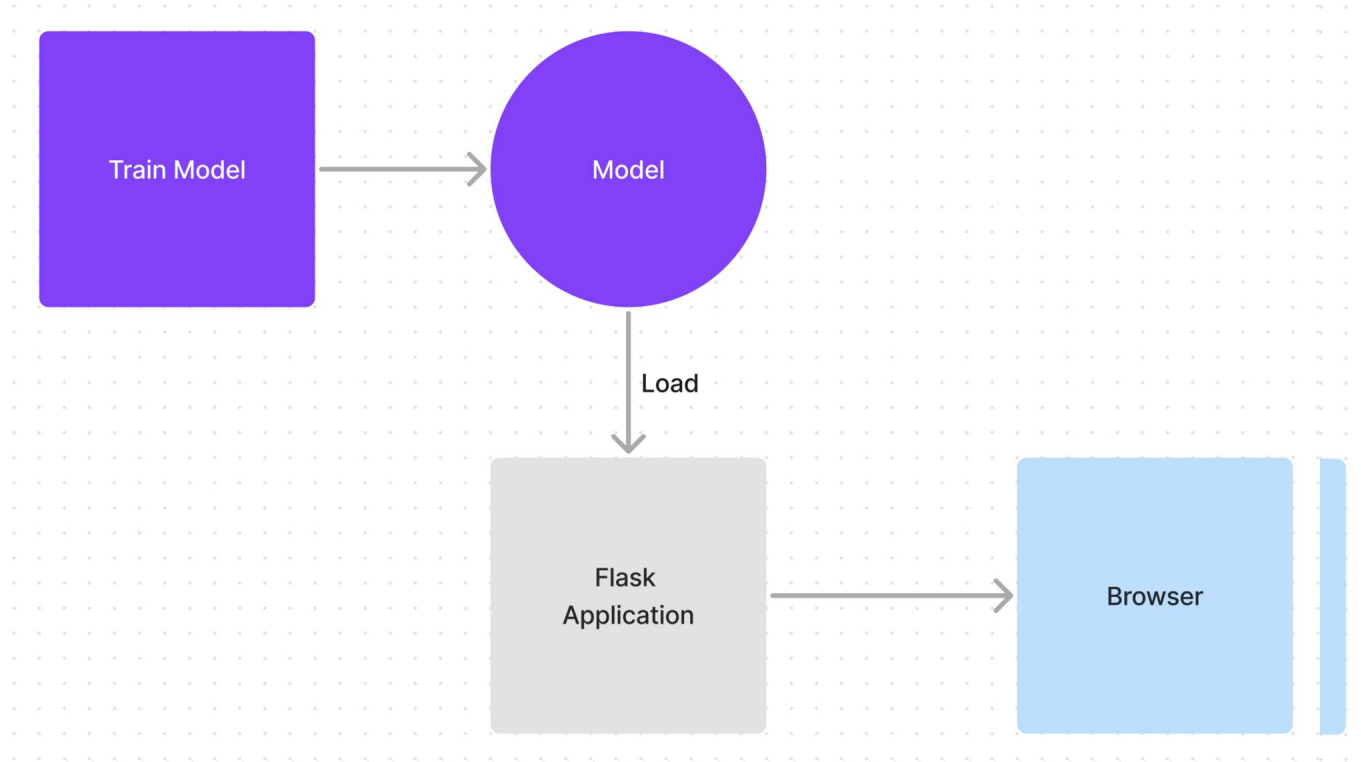 Train Model
Model
Load
Flask
Application
Browser